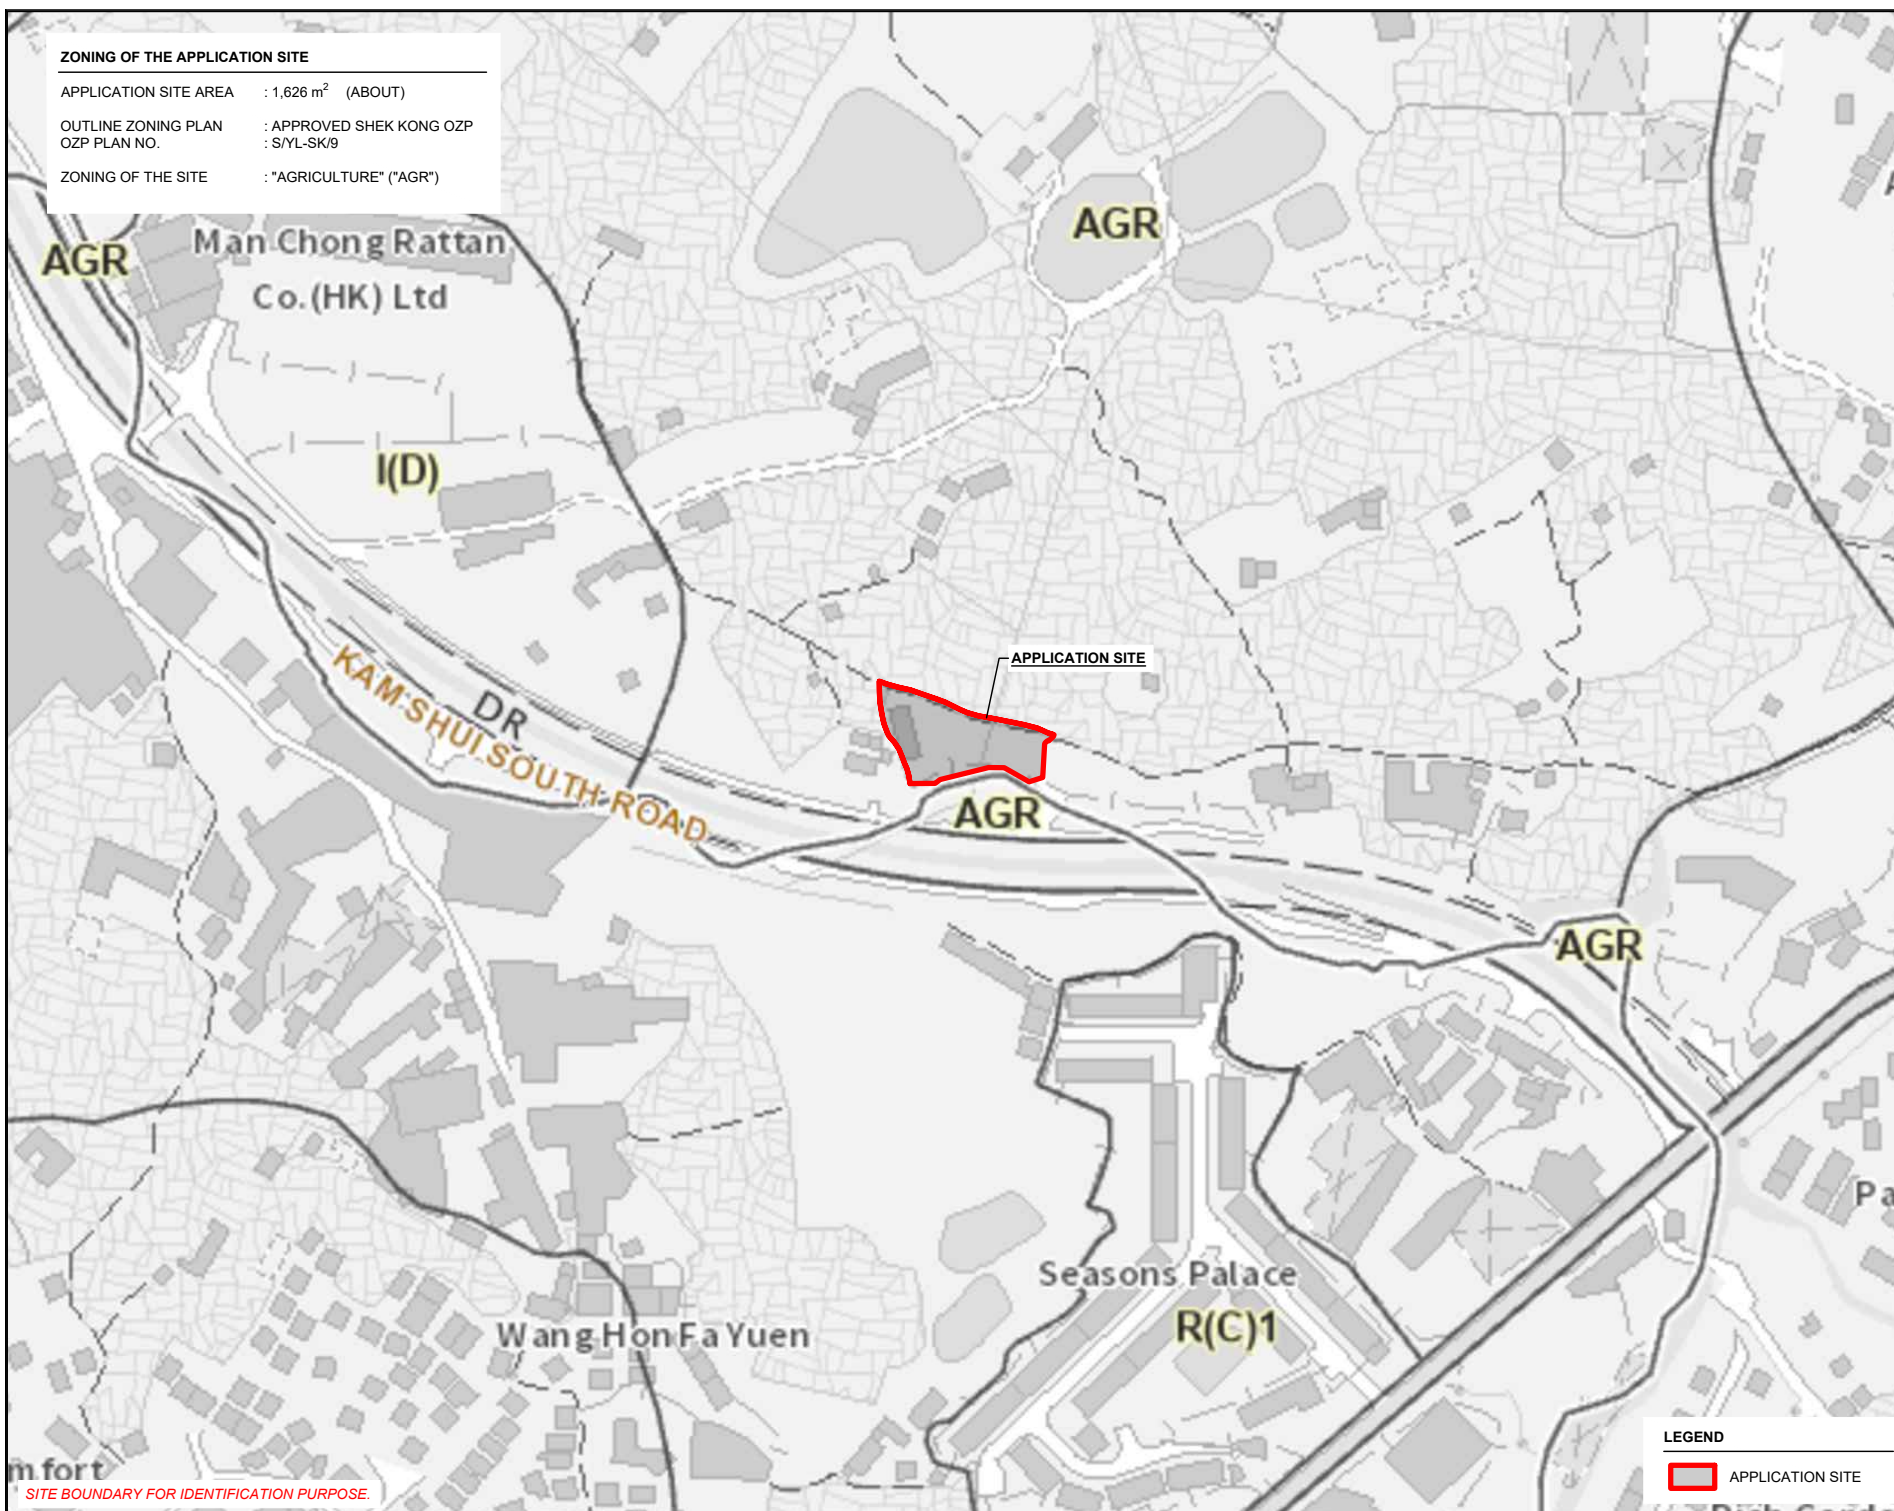 ZONING OF THE APPLICATION SITE
APPLICATION SITE AREA : 1,626 m² (ABOUT)
OUTLINE ZONING PLAN : APPROVED SHEK KONG OZP
OZP PLAN NO. : S/YL-SK/9
ZONING OF THE SITE : "AGRICULTURE" ("AGR")
AGR
Man Chong Rattan
Co.(HK) Ltd
AGR
I(D)
APPLICATION SITE
DR
KAM SHUI SOUTH ROAD
AGR
AGR
Pa
Seasons Palace
R(C)1
Wang Hon Fa Yuen
mfort
SITE BOUNDARY FOR IDENTIFICATION PURPOSE.
LEGEND
APPLICATION SITE